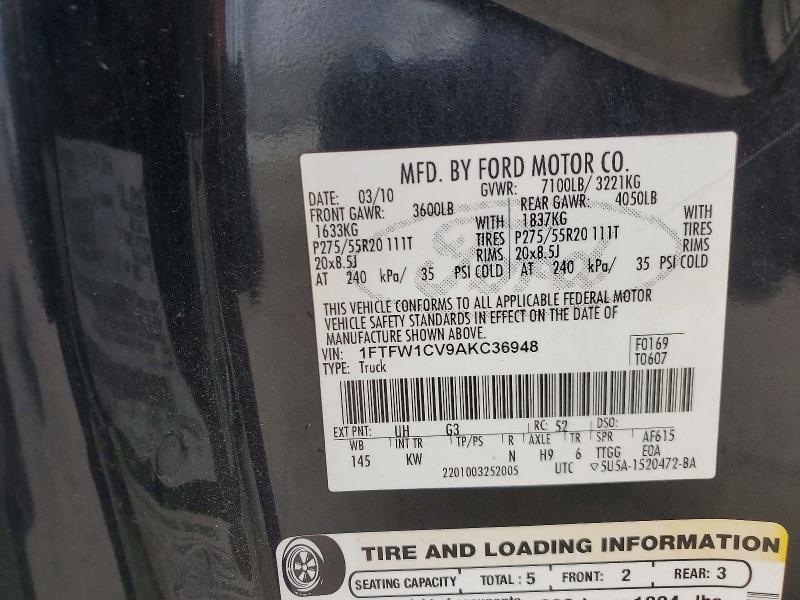 MFD. BY FORD MOTOR CO.
DATE: 03/10 GVWR: 7100LB/ 3221KG
FRONT GAWR: 3600LB REAR GAWR: 4050LB
1633KG WITH 1837KG WITH
P275/55R20 111T TIRES P275/55R20 111T TIRES
20x8.5J RIMS 20x8.5J RIMS
AT 240 kPa/ 35 PSI COLD AT 240 kPa/ 35 PSI COLD
THIS VEHICLE CONFORMS TO ALL APPLICABLE FEDERAL MOTOR
VEHICLE SAFETY STANDARDS IN EFFECT ON THE DATE OF
MANUFACTURE SHOWN ABOVE.
VIN: 1FTFW1CV9AKC36948 F0169
TYPE: Truck T0607
EXT PNT: UH G3 RC: 52 DSO:
WB INT TR TP/PS R AXLE TR SPR AF615
145 KW N H9 6 TTGG EOA
2201003252005 UTC ▽5U5A-1520472-BA
TIRE AND LOADING INFORMATION
SEATING CAPACITY TOTAL : 5 FRONT: 2 REAR: 3